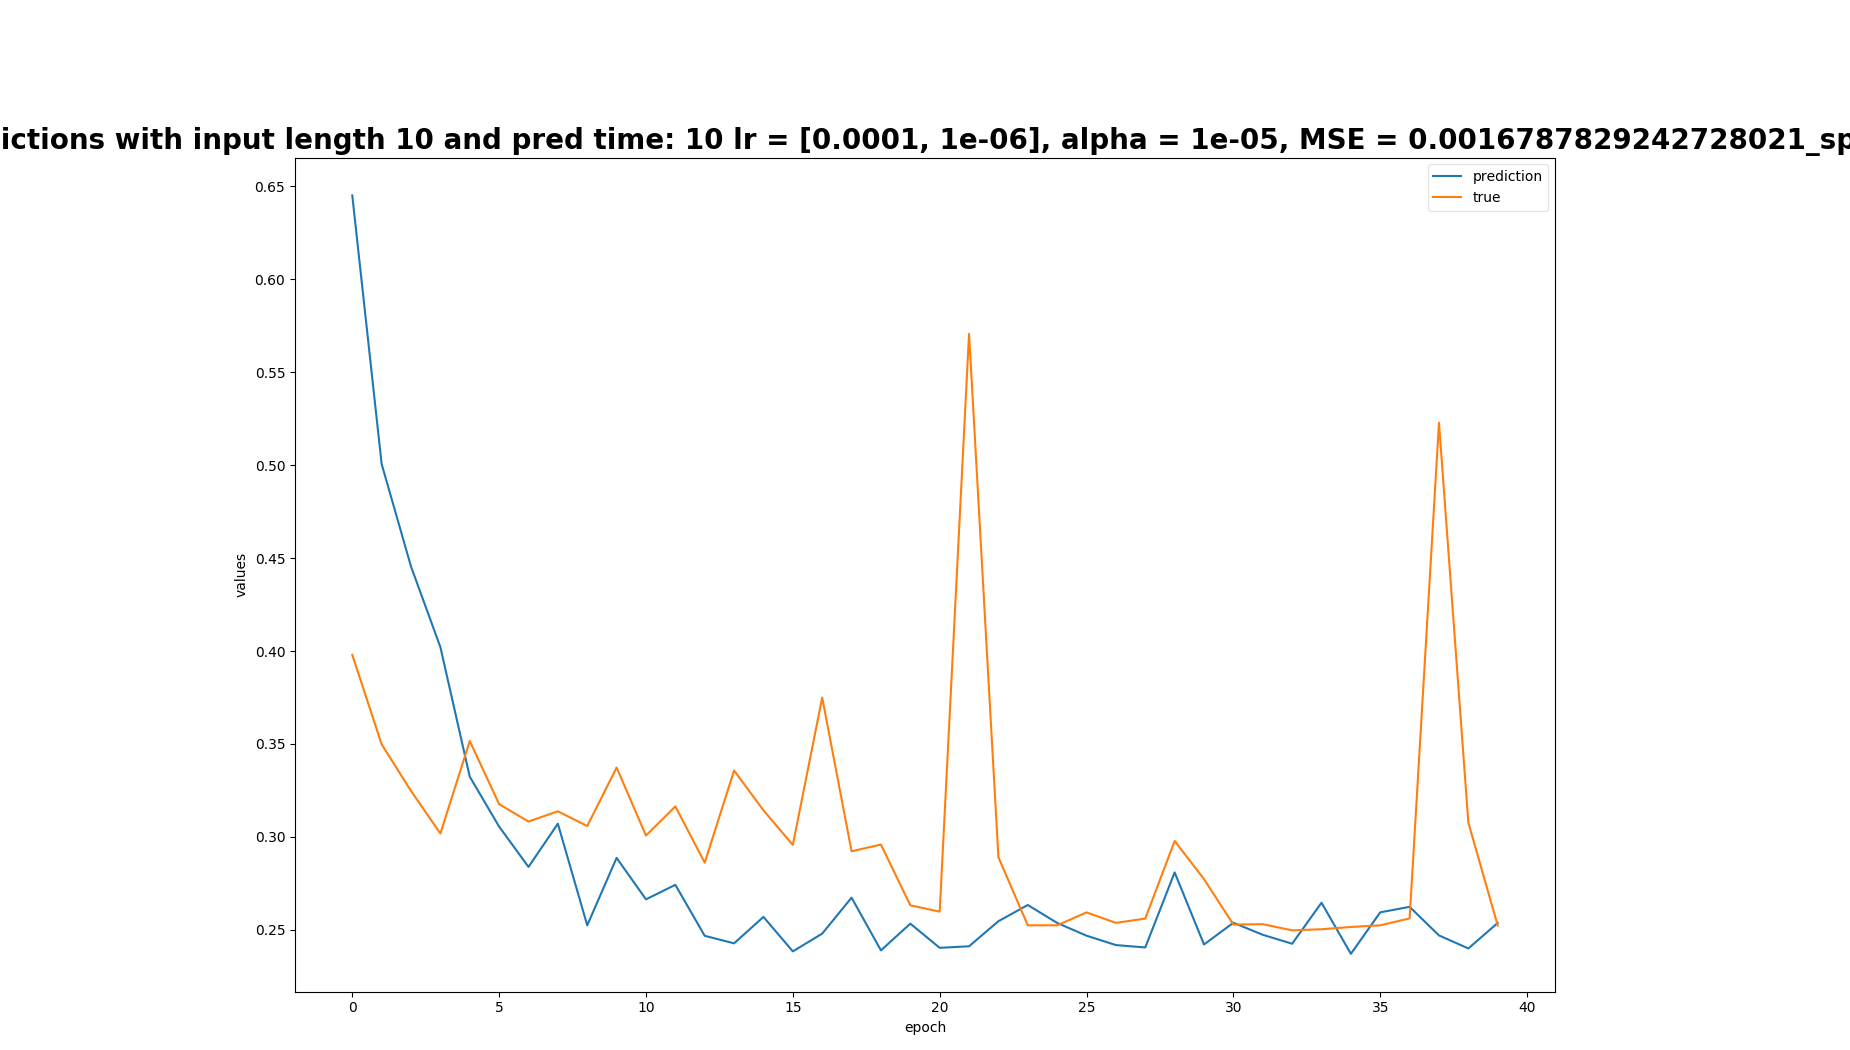 ictions with input length 10 and pred time: 10 lr = [0.0001, 1e-06], alpha = 1e-05, MSE = 0.0016787829242728021_sp
prediction
true
0.65
0.60
0.55
0.50
0.45
0.40
0.35
0.30
0.25
values
0 5 10 15 20 25 30 35 40
epoch